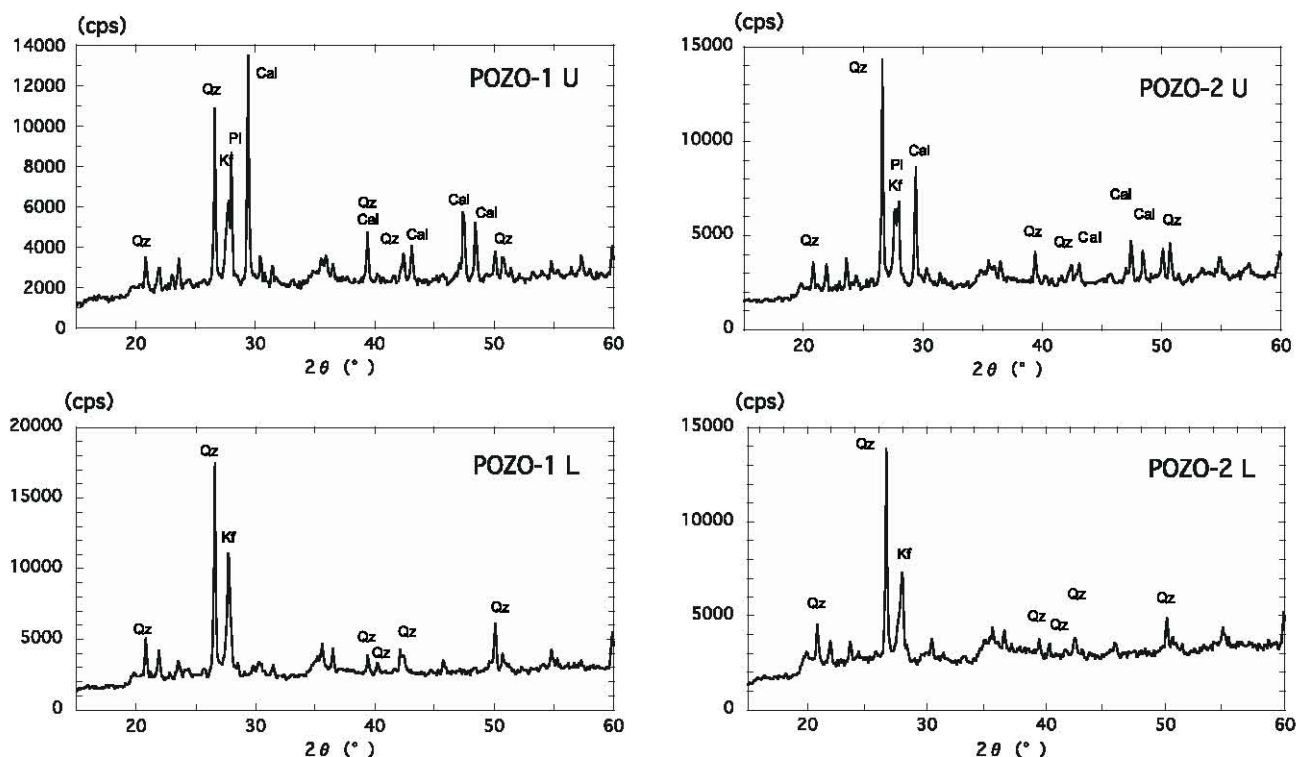 (cps)
14000
12000
10000
8000
6000
4000
2000
0
POZO-1 U
Qz
Qz
Kf
Pl
Cal
Qz
Cal
Qz
Cal
Cal
Cal
Qz
20
30
40
50
60
2θ (°)
(cps)
15000
10000
5000
0
POZO-2 U
Qz
Qz
Pl
Kf
Cal
Qz
Qz
Cal
Cal
Cal
Qz
20
30
40
50
60
2θ (°)
(cps)
20000
15000
10000
5000
0
POZO-1 L
Qz
Qz
Kf
Qz
Qz
Qz
Qz
20
30
40
50
60
2θ (°)
(cps)
15000
10000
5000
0
POZO-2 L
Qz
Qz
Kf
Qz
Qz
Qz
Qz
20
30
40
50
60
2θ (°)